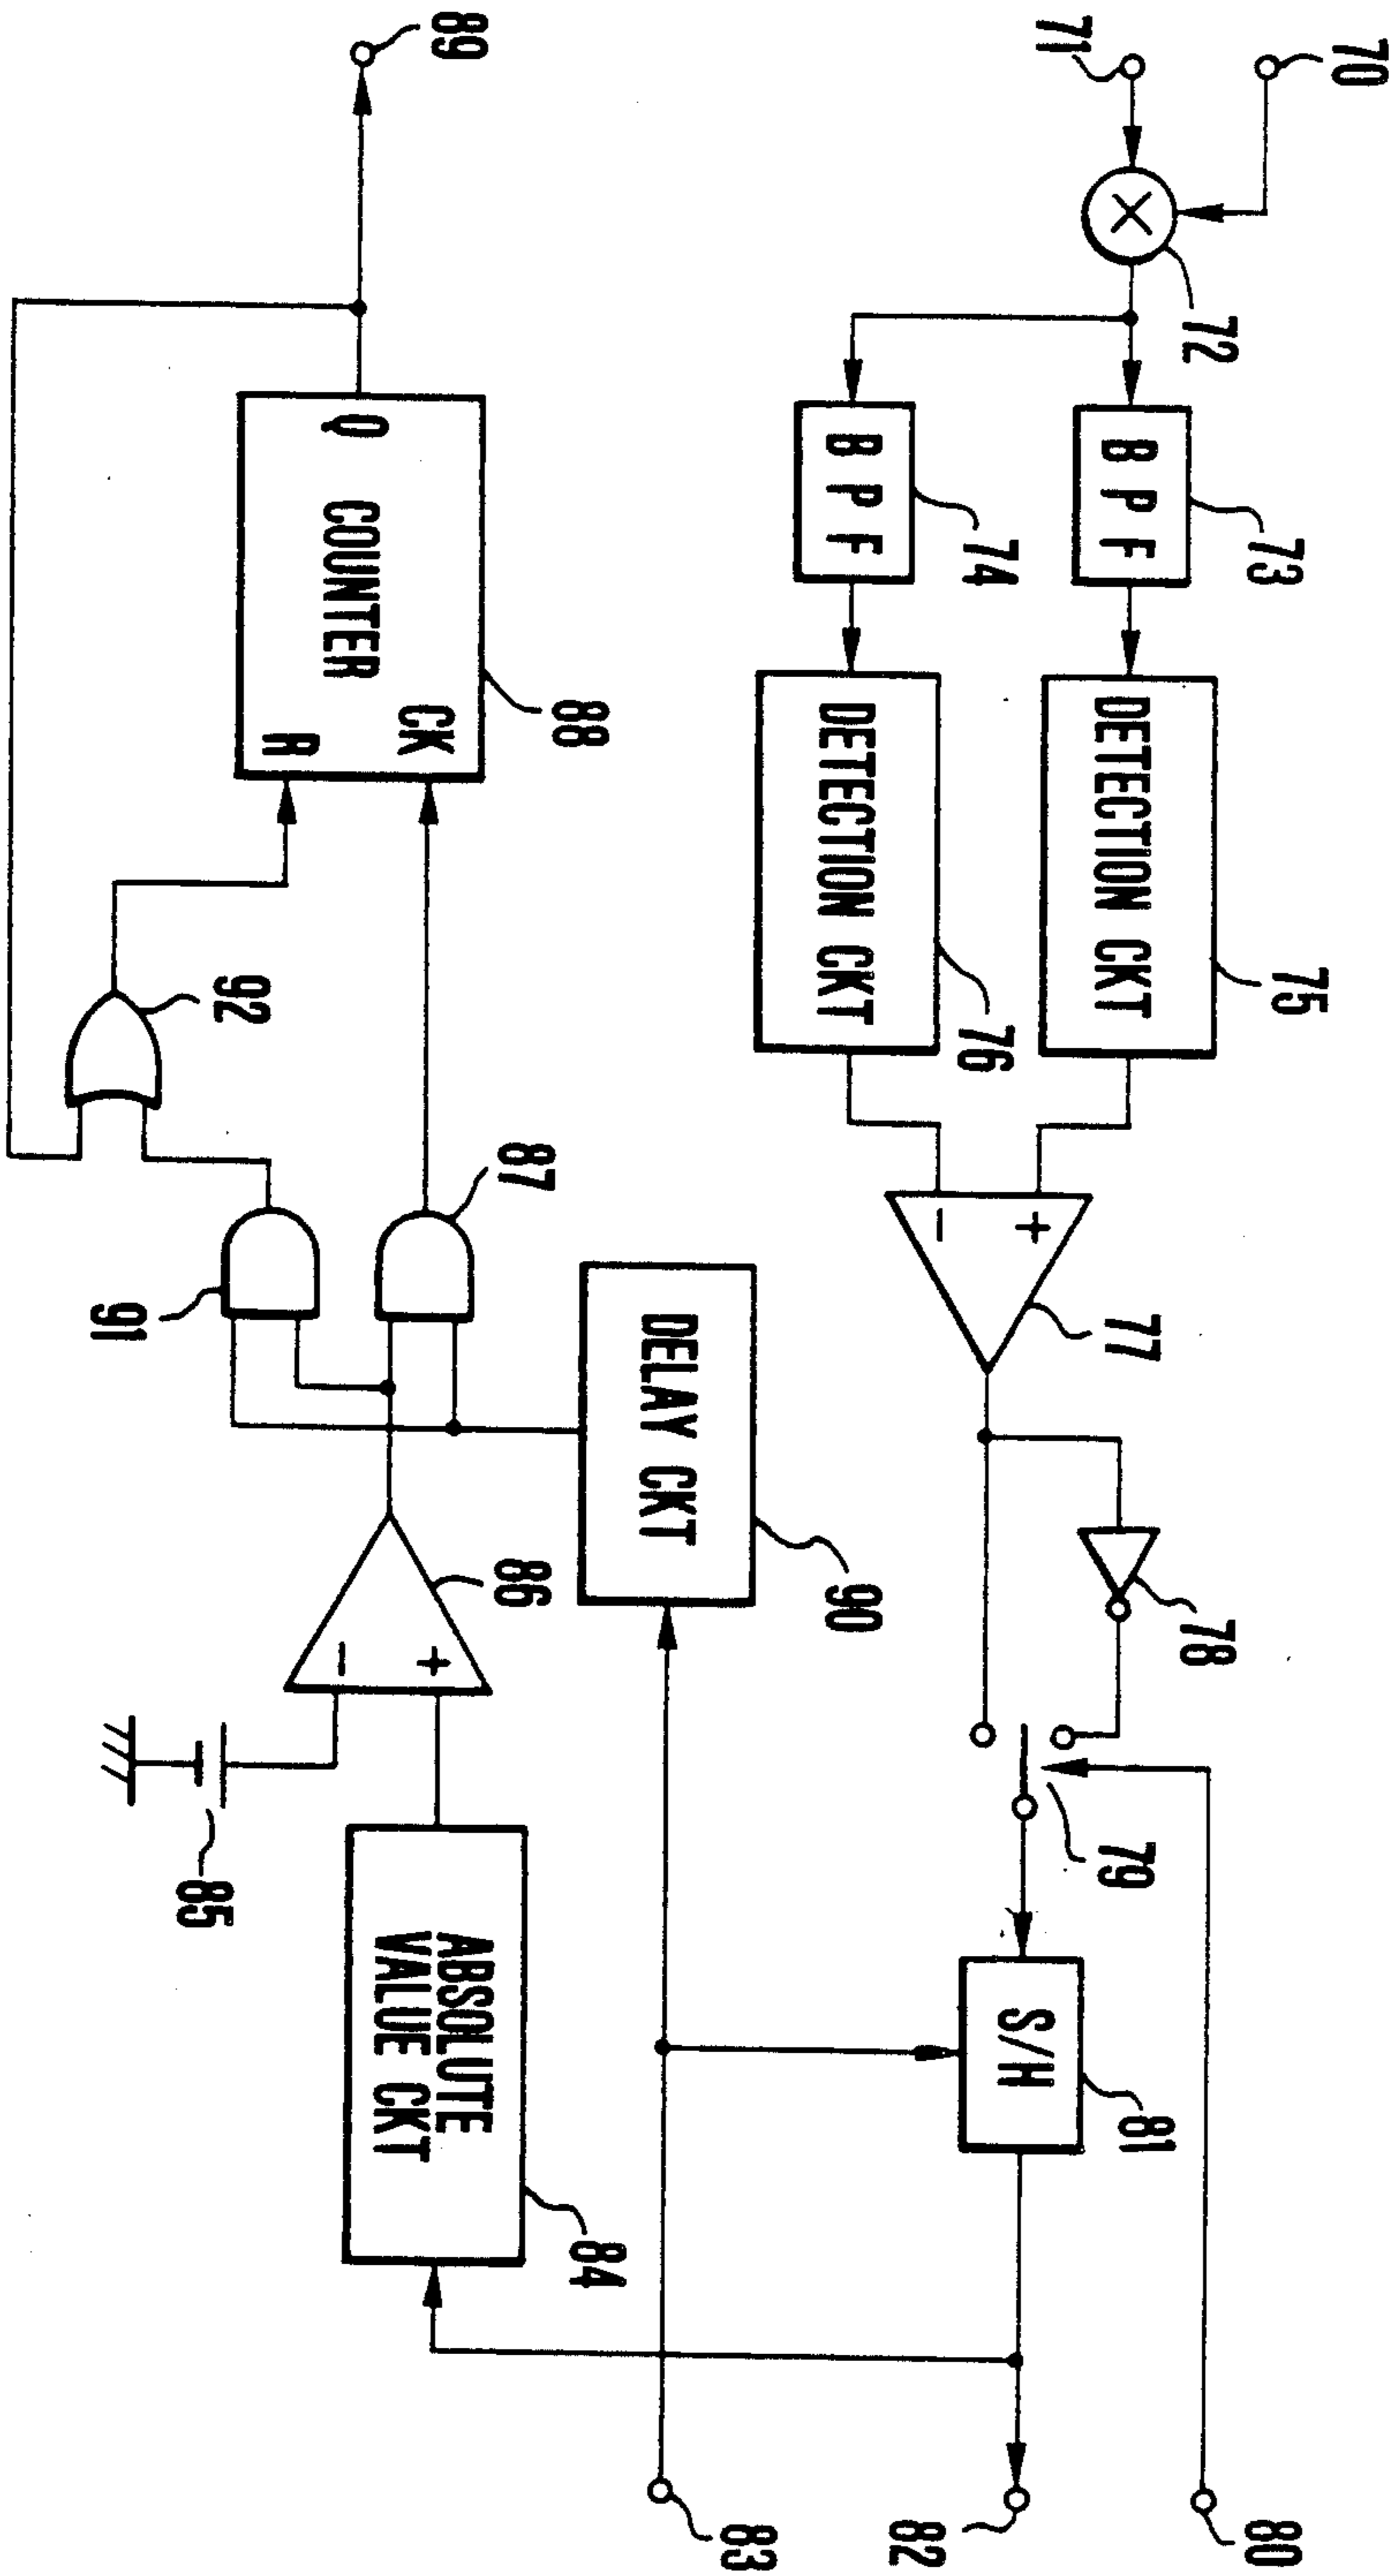 70
71
72
73
B P F
74
B P F
75
DETECTION CKT
76
DETECTION CKT
77
+
-
78
79
80
81
S/H
82
83
84
ABSOLUTE
VALUE CKT
85
86
+
-
87
88
CK
Q COUNTER
R
89
90
DELAY CKT
91
92